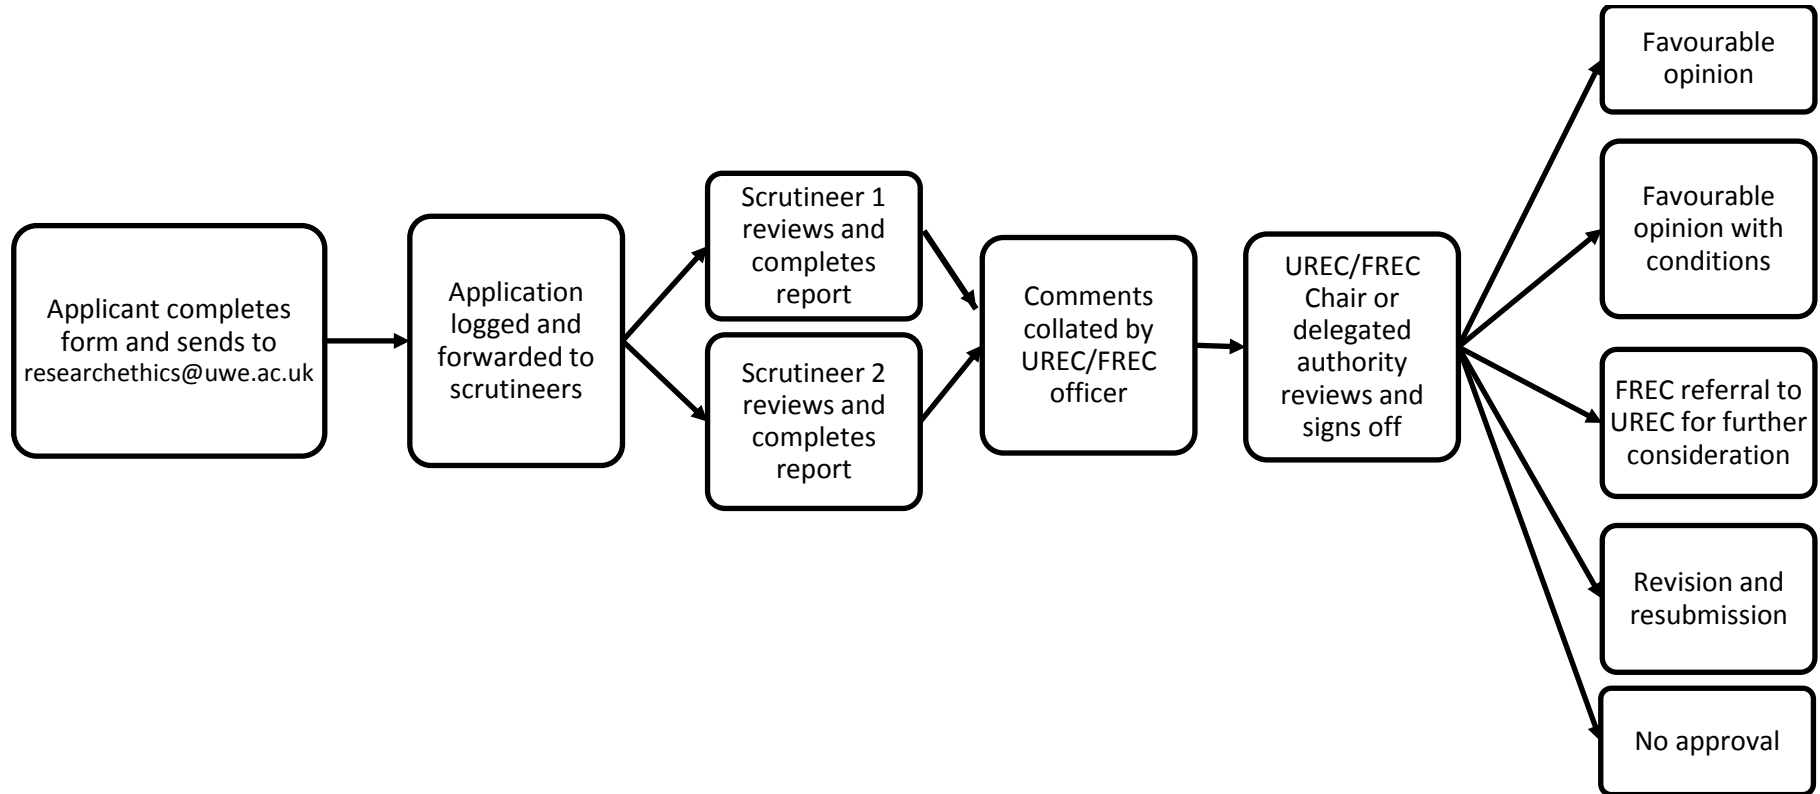 Applicant completes
form and sends to
researchethics@uwe.ac.uk
Application
logged and
forwarded to
scrutineers
Scrutineer 1
reviews and
completes
report
Scrutineer 2
reviews and
completes
report
Comments
collated by
UREC/FREC
officer
UREC/FREC
Chair or
delegated
authority
reviews and
signs off
Favourable
opinion
Favourable
opinion with
conditions
FREC referral to
UREC for further
consideration
Revision and
resubmission
No approval